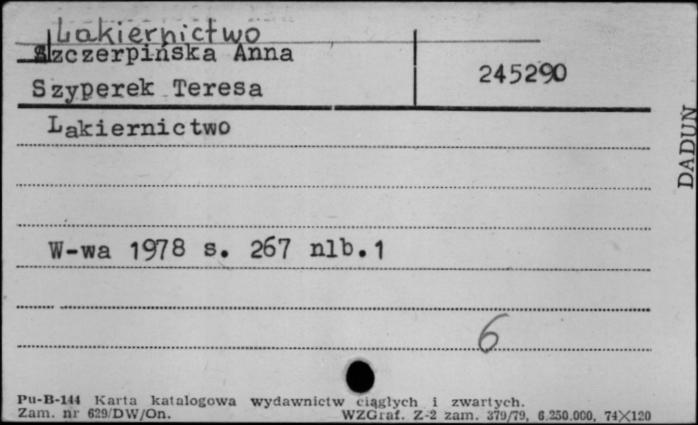 Lakiernictwo
Szczerpińska Anna
Szyperek Teresa
245290
Lakiernictwo
W-wa 1978 s. 267 nlb.1
6
DADUŃ
Pu-B-144 Karta katalogowa wydawnictw ciągłych i zwartych.
Zam. nr 629/DW/On. WZGraf. Z-2 zam. 379/79, 6.250.000, 74X120